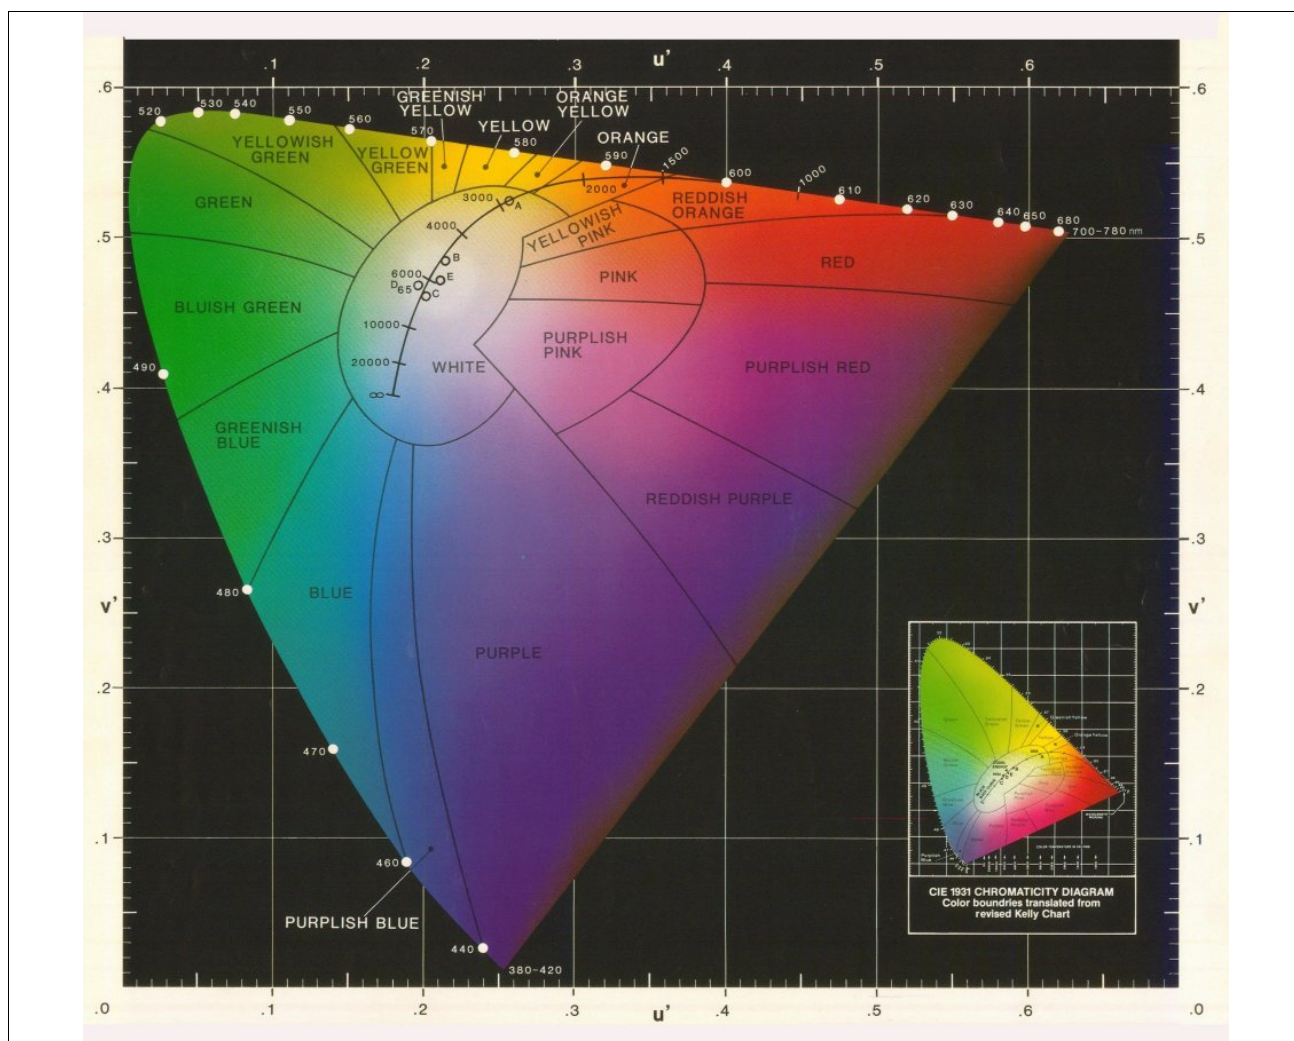 .1 .2 .3 u' .4 .5 .6
.6 .6
520 530 540 550 560 570 580 590 600 610 620 630 640 650 680
700-780 nm
GREENISH
YELLOW
YELLOW
ORANGE
YELLOW
ORANGE
YELLOWISH
GREEN
YELLOW
GREEN
1500
1000
2000
3000
A
REDDISH
ORANGE
GREEN
4000
YELLOWISH
PINK
.5 .5
B
6000
E
D
65
C
PINK
RED
BLUISH GREEN
10000
PURPLISH
PINK
20000
WHITE
PURPLISH RED
490
.4 .4
∞
GREENISH
BLUE
REDDISH PURPLE
.3 .3
480
BLUE
v' v'
PURPLE
.2 .2
470
.1 .1
460
PURPLISH BLUE
440
380-420
CIE 1931 CHROMATICITY DIAGRAM
Color boundries translated from
revised Kelly Chart
.0 .1 .2 .3 u' .4 .5 .6 .0